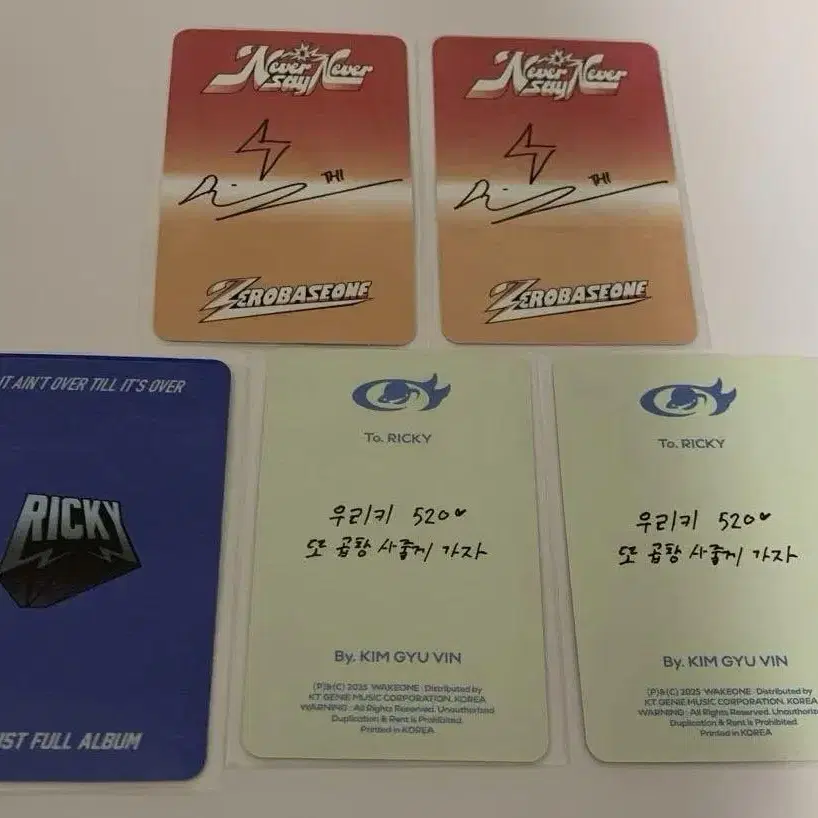 Never Say Never
THI
ZEROBASEONE
Never Say Never
THI
ZEROBASEONE
IT AIN'T OVER TILL IT'S OVER
RICKY
1ST FULL ALBUM
To. RICKY
우리키 520♥
또 곱창 사줄게 가자
By. KIM GYU VIN
(P)&(C) 2025 WAKEONE Distributed by
KT GENIE MUSIC CORPORATION, KOREA
WARNING : All Rights Reserved. Unauthorized
Duplication & Rent is Prohibited.
Printed in KOREA
To. RICKY
우리키 520♥
또 곱창 사줄게 가자
By. KIM GYU VIN
(P)&(C) 2025 WAKEONE Distributed by
KT GENIE MUSIC CORPORATION, KOREA
WARNING : All Rights Reserved. Unauthorized
Duplication & Rent is Prohibited.
Printed in KOREA